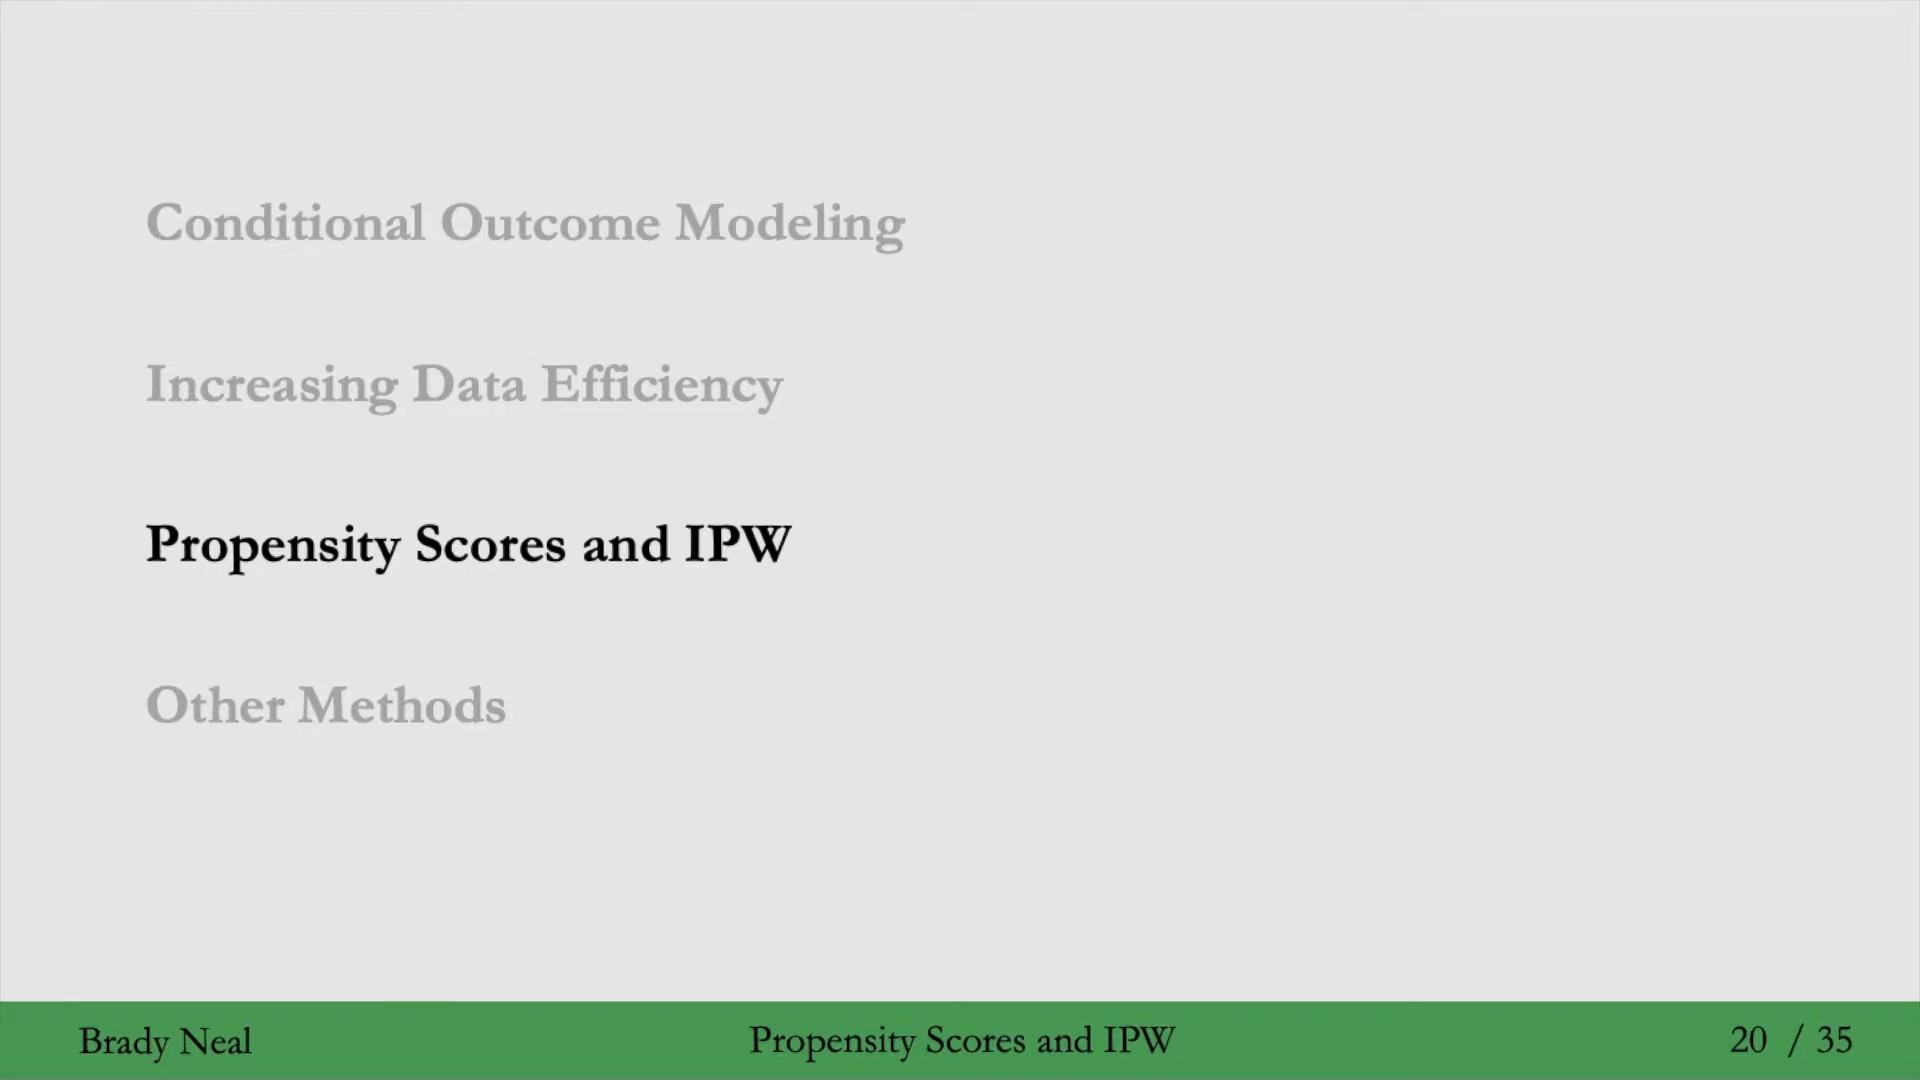 Conditional Outcome Modeling
Increasing Data Efficiency
Propensity Scores and IPW
Other Methods
Brady Neal
Propensity Scores and IPW
20 / 35